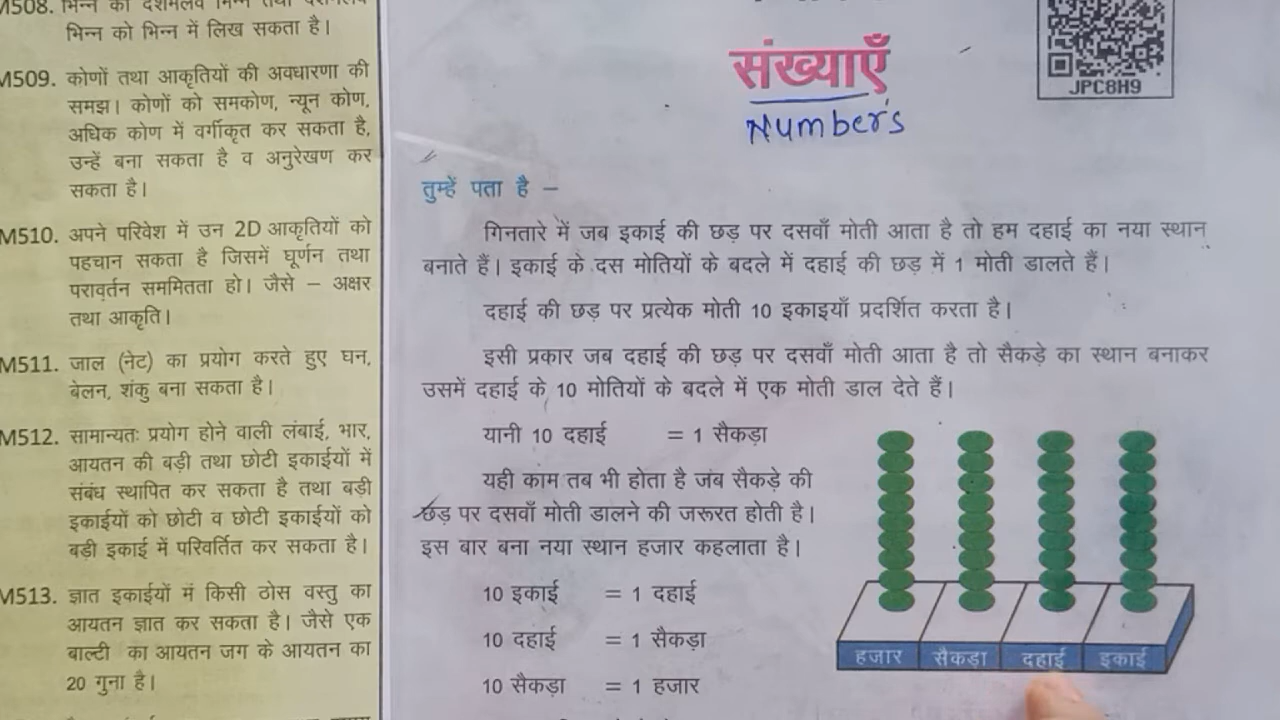 M508. भिन्न को दशमलव भिन्न तथा दशमलव
भिन्न को भिन्न में लिख सकता है।
M509. कोणों तथा आकृतियों की अवधारणा की
समझ। कोणों को समकोण, न्यून कोण,
अधिक कोण में वर्गीकृत कर सकता है,
उन्हें बना सकता है व अनुरेखण कर
सकता है।
M510. अपने परिवेश में उन 2D आकृतियों को
पहचान सकता है जिसमें घूर्णन तथा
परावर्तन सममितता हो। जैसे – अक्षर
तथा आकृति।
M511. जाल (नेट) का प्रयोग करते हुए घन,
बेलन, शंकु बना सकता है।
M512. सामान्यतः प्रयोग होने वाली लंबाई, भार,
आयतन की बड़ी तथा छोटी इकाईयों में
संबंध स्थापित कर सकता है तथा बड़ी
इकाईयों को छोटी व छोटी इकाईयों को
बड़ी इकाई में परिवर्तित कर सकता है।
M513. ज्ञात इकाईयों में किसी ठोस वस्तु का
आयतन ज्ञात कर सकता है। जैसे एक
बाल्टी का आयतन जग के आयतन का
20 गुना है।
संख्याएँ
Numbers
JPC8H9
तुम्हें पता है –
गिनतारे में जब इकाई की छड़ पर दसवाँ मोती आता है तो हम दहाई का नया स्थान
बनाते हैं। इकाई के दस मोतियों के बदले में दहाई की छड़ में 1 मोती डालते हैं।
दहाई की छड़ पर प्रत्येक मोती 10 इकाइयाँ प्रदर्शित करता है।
इसी प्रकार जब दहाई की छड़ पर दसवाँ मोती आता है तो सैकड़े का स्थान बनाकर
उसमें दहाई के 10 मोतियों के बदले में एक मोती डाल देते हैं।
यानी 10 दहाई = 1 सैकड़ा
यही काम तब भी होता है जब सैकड़े की
छड़ पर दसवाँ मोती डालने की जरूरत होती है।
इस बार बना नया स्थान हजार कहलाता है।
10 इकाई = 1 दहाई
10 दहाई = 1 सैकड़ा
10 सैकड़ा = 1 हजार
हजार सैकड़ा दहाई इकाई